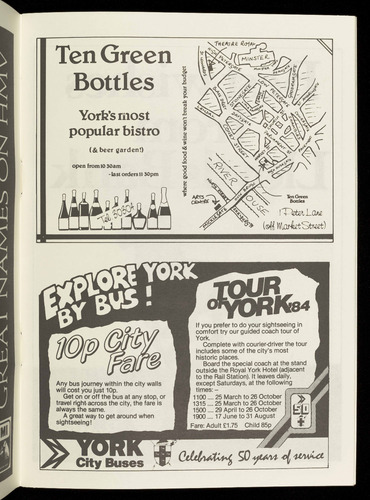 Ten Green
Bottles
York's most
popular bistro
(& beer garden!)
open from 10 30am
- last orders 11 30pm
where good food & wine won't break your budget
THEATRE ROYAL
MINSTER
RIVER OUSE
ARTS
CENTRE
Ten Green
Bottles
1 Peter Lane
(off Market Street)
EXPLORE YORK
BY BUS!
10p City
Fare
Any bus journey within the city walls
will cost you just 10p.
Get on or off the bus at any stop, or
travel right across the city, the fare is
always the same.
A great way to get around when
sightseeing!
YORK
City Buses
TOUR
OF YORK '84
If you prefer to do your sightseeing in
comfort try our guided coach tour of
York.
Complete with courier-driver the tour
includes some of the city's most
historic places.
Board the special coach at the stand
outside the Royal York Hotel (adjacent
to the Rail Station). It leaves daily,
except Saturdays, at the following
times: –
1100 ... 25 March to 26 October
1315 ... 25 March to 26 October
1500 ... 29 April to 26 October
1900 ... 17 June to 31 August
Fare: Adult £1.75 Child 85p
50
Celebrating 50 years of service
REAT NAMES ON HMV